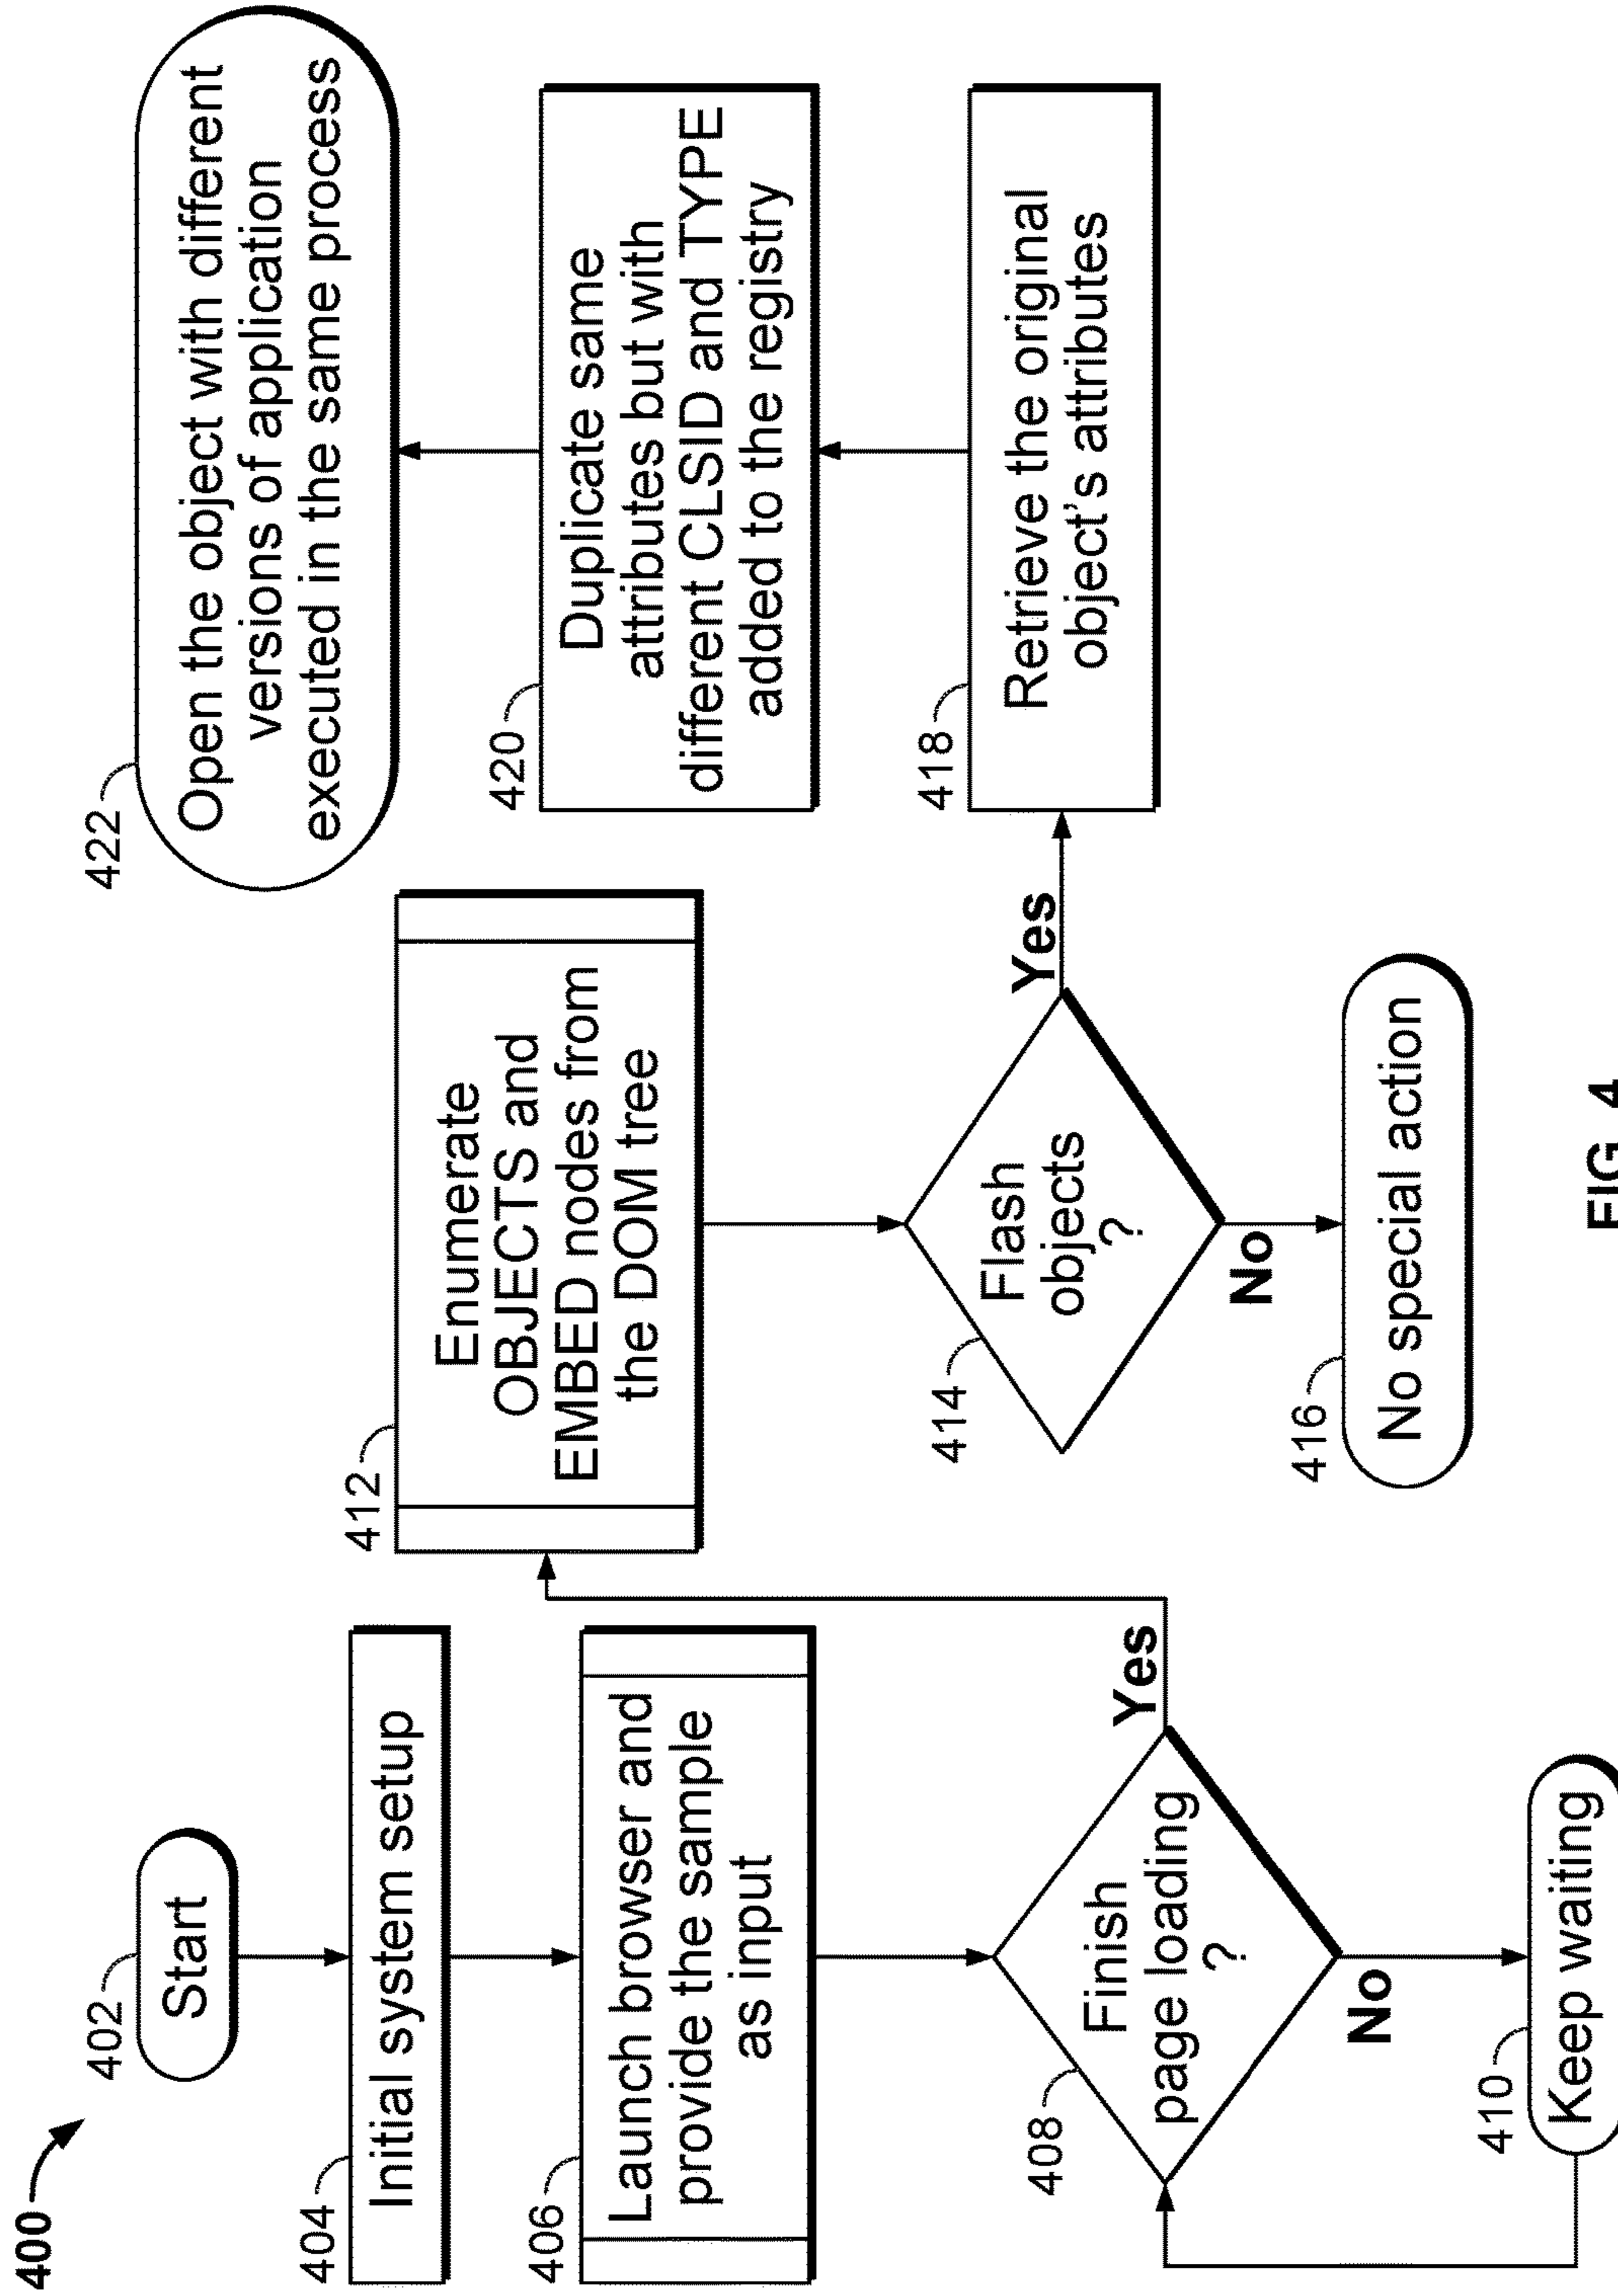 400
402
Start
404
Initial system setup
406
Launch browser and
provide the sample
as input
408
Finish
page loading
?
Yes
No
410
Keep waiting
412
Enumerate
OBJECTS and
EMBED nodes from
the DOM tree
414
Flash
objects
?
Yes
No
416
No special action
418
Retrieve the original
object's attributes
420
Duplicate same
attributes but with
different CLSID and TYPE
added to the registry
422
Open the object with different
versions of application
executed in the same process
FIG. 4